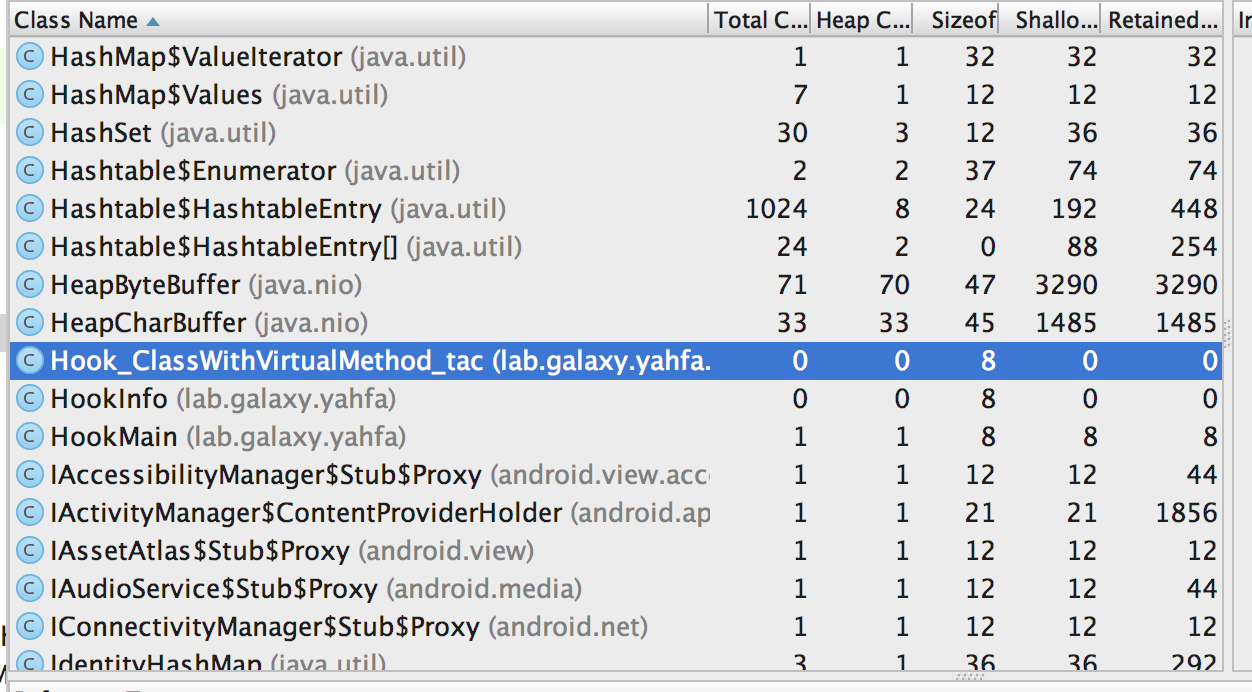 Class Name Total C... Heap C... Sizeof Shallo... Retained... In
C HashMap$ValueIterator (java.util) 1 1 32 32 32
C HashMap$Values (java.util) 7 1 12 12 12
C HashSet (java.util) 30 3 12 36 36
C Hashtable$Enumerator (java.util) 2 2 37 74 74
C Hashtable$HashtableEntry (java.util) 1024 8 24 192 448
C Hashtable$HashtableEntry[] (java.util) 24 2 0 88 254
C HeapByteBuffer (java.nio) 71 70 47 3290 3290
C HeapCharBuffer (java.nio) 33 33 45 1485 1485
C Hook_ClassWithVirtualMethod_tac (lab.galaxy.yahfa. 0 0 8 0 0
C HookInfo (lab.galaxy.yahfa) 0 0 8 0 0
C HookMain (lab.galaxy.yahfa) 1 1 8 8 8
C IAccessibilityManager$Stub$Proxy (android.view.acc 1 1 12 12 44
C IActivityManager$ContentProviderHolder (android.ap 1 1 21 21 1856
C IAssetAtlas$Stub$Proxy (android.view) 1 1 12 12 12
C IAudioService$Stub$Proxy (android.media) 1 1 12 12 44
C IConnectivityManager$Stub$Proxy (android.net) 1 1 12 12 12
C IdentityHashMap (java.util) 3 1 36 36 292